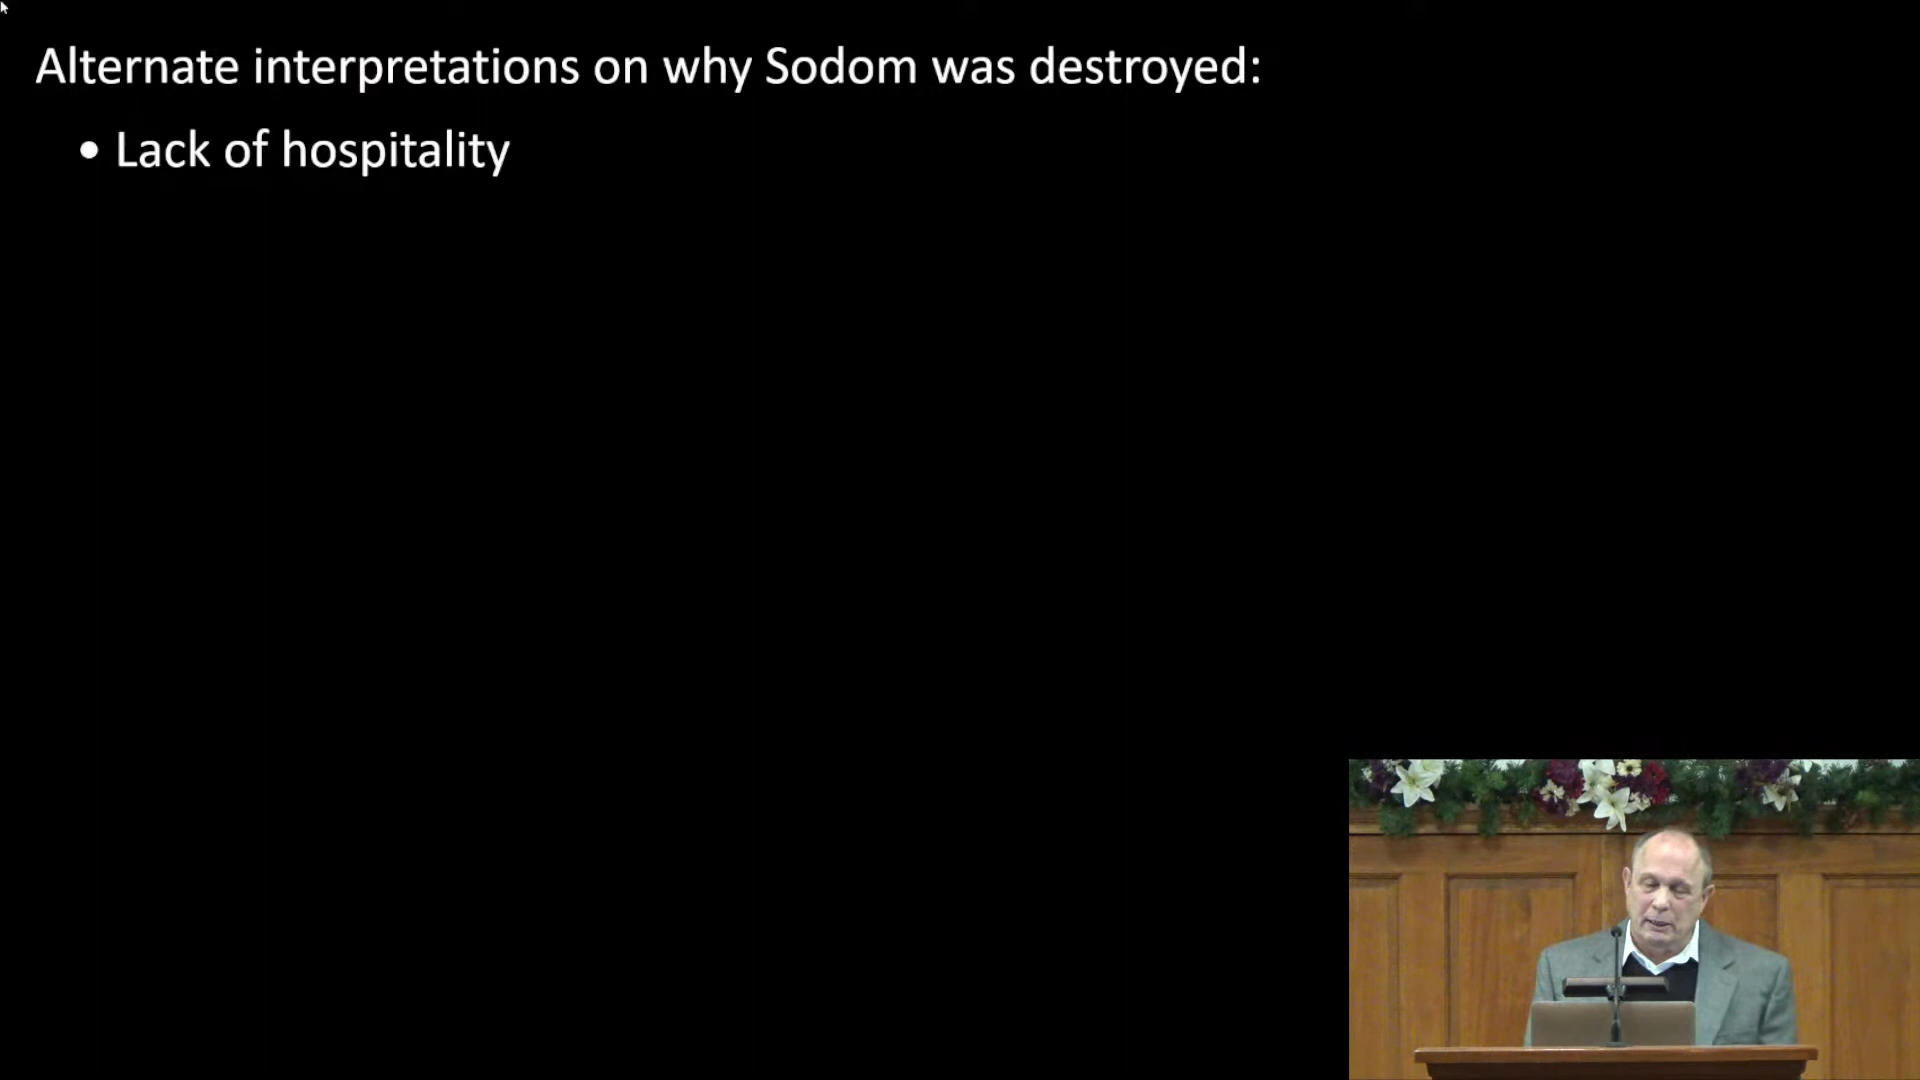 Alternate interpretations on why Sodom was destroyed:
• Lack of hospitality